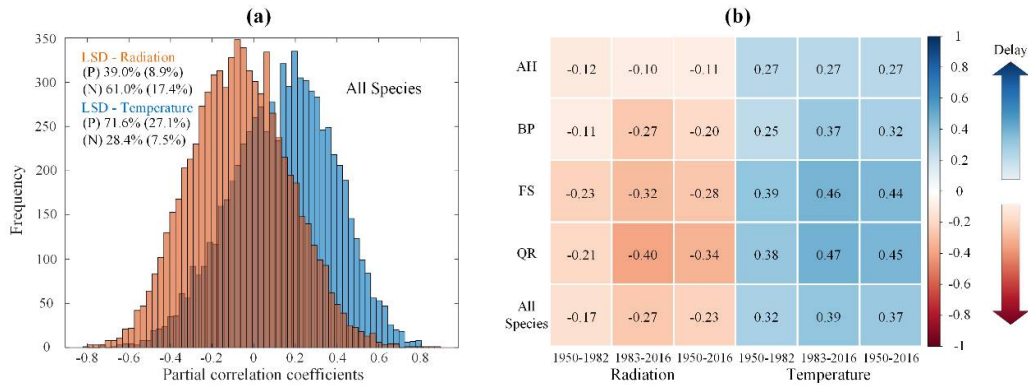 (a)
350
300
250
200
150
100
50
0
Frequency
LSD - Radiation
(P) 39.0% (8.9%)
(N) 61.0% (17.4%)
LSD - Temperature
(P) 71.6% (27.1%)
(N) 28.4% (7.5%)
All Species
-0.8 -0.6 -0.4 -0.2 0 0.2 0.4 0.6 0.8
Partial correlation coefficients
(b)
AH -0.12 -0.10 -0.11 0.27 0.27 0.27
BP -0.11 -0.27 -0.20 0.25 0.37 0.32
FS -0.23 -0.32 -0.28 0.39 0.46 0.44
QR -0.21 -0.40 -0.34 0.38 0.47 0.45
All
Species
-0.17 -0.27 -0.23 0.32 0.39 0.37
1950-1982 1983-2016 1950-2016 1950-1982 1983-2016 1950-2016
Radiation Temperature
1
0.8
0.6
0.4
0.2
0
-0.2
-0.4
-0.6
-0.8
-1
Delay